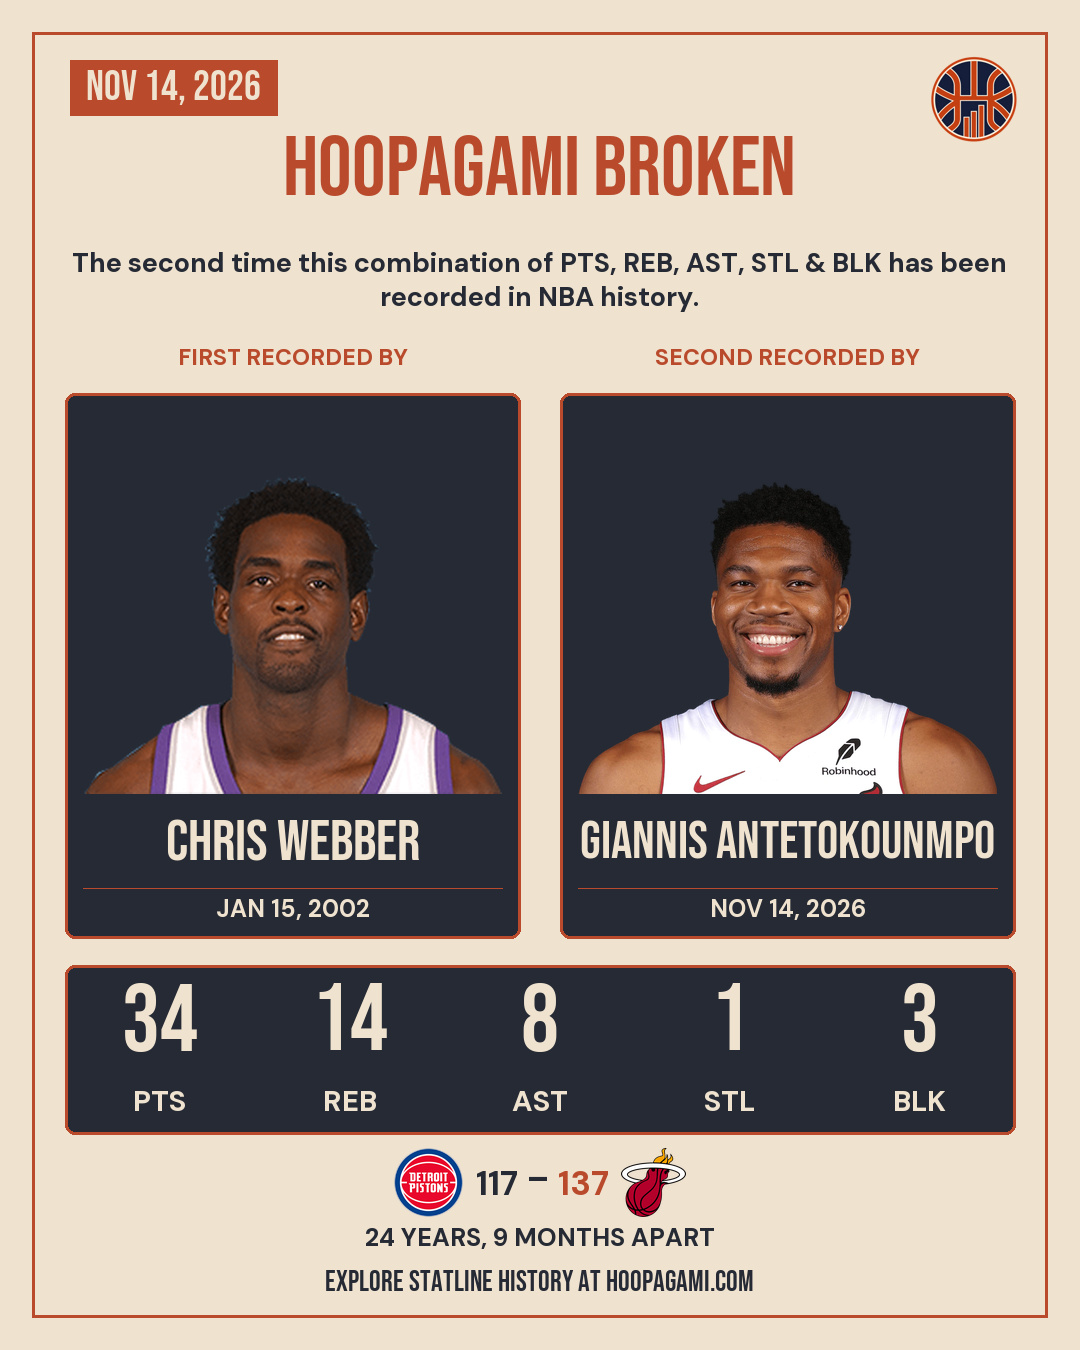 NOV 14, 2026
HOOPAGAMI BROKEN
The second time this combination of PTS, REB, AST, STL & BLK has been
recorded in NBA history.
FIRST RECORDED BY
SECOND RECORDED BY
Robinhood
CHRIS WEBBER
JAN 15, 2002
GIANNIS ANTETOKOUNMPO
NOV 14, 2026
34 14 8 1 3
PTS REB AST STL BLK
DETROIT
PISTONS
117 – 137
24 YEARS, 9 MONTHS APART
EXPLORE STATLINE HISTORY AT HOOPAGAMI.COM